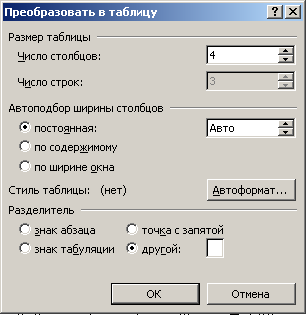 Преобразовать в таблицу
Размер таблицы
Число столбцов: 4
Число строк: 3
Автоподбор ширины столбцов
постоянная: Авто
по содержимому
по ширине окна
Стиль таблицы: (нет) Автоформат...
Разделитель
знак абзаца точка с запятой
знак табуляции другой:
ОК Отмена